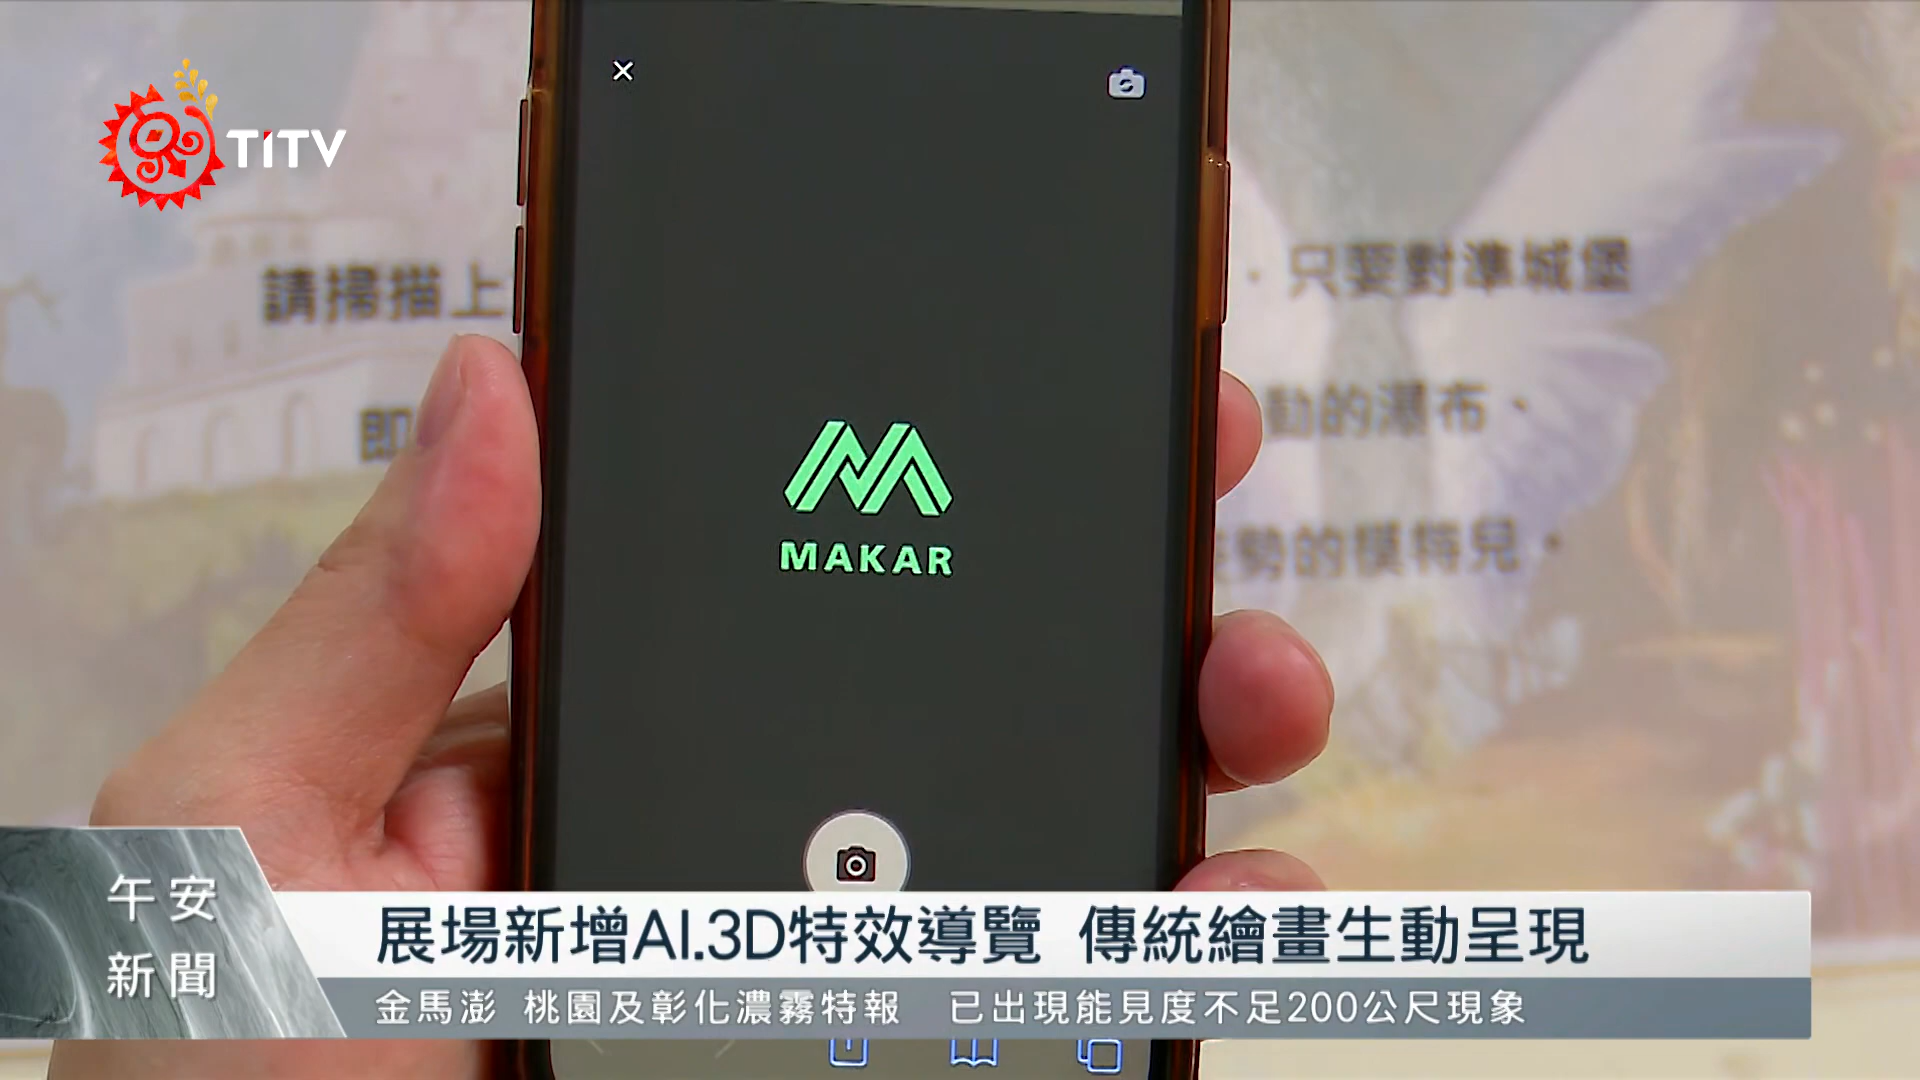 TITV
請掃描上
，只要對準城堡
即
動的瀑布、
姿勢的模特兒。
MAKAR
午安
新聞
展場新增AI.3D特效導覽 傳統繪畫生動呈現
金馬澎 桃園及彰化濃霧特報 已出現能見度不足200公尺現象